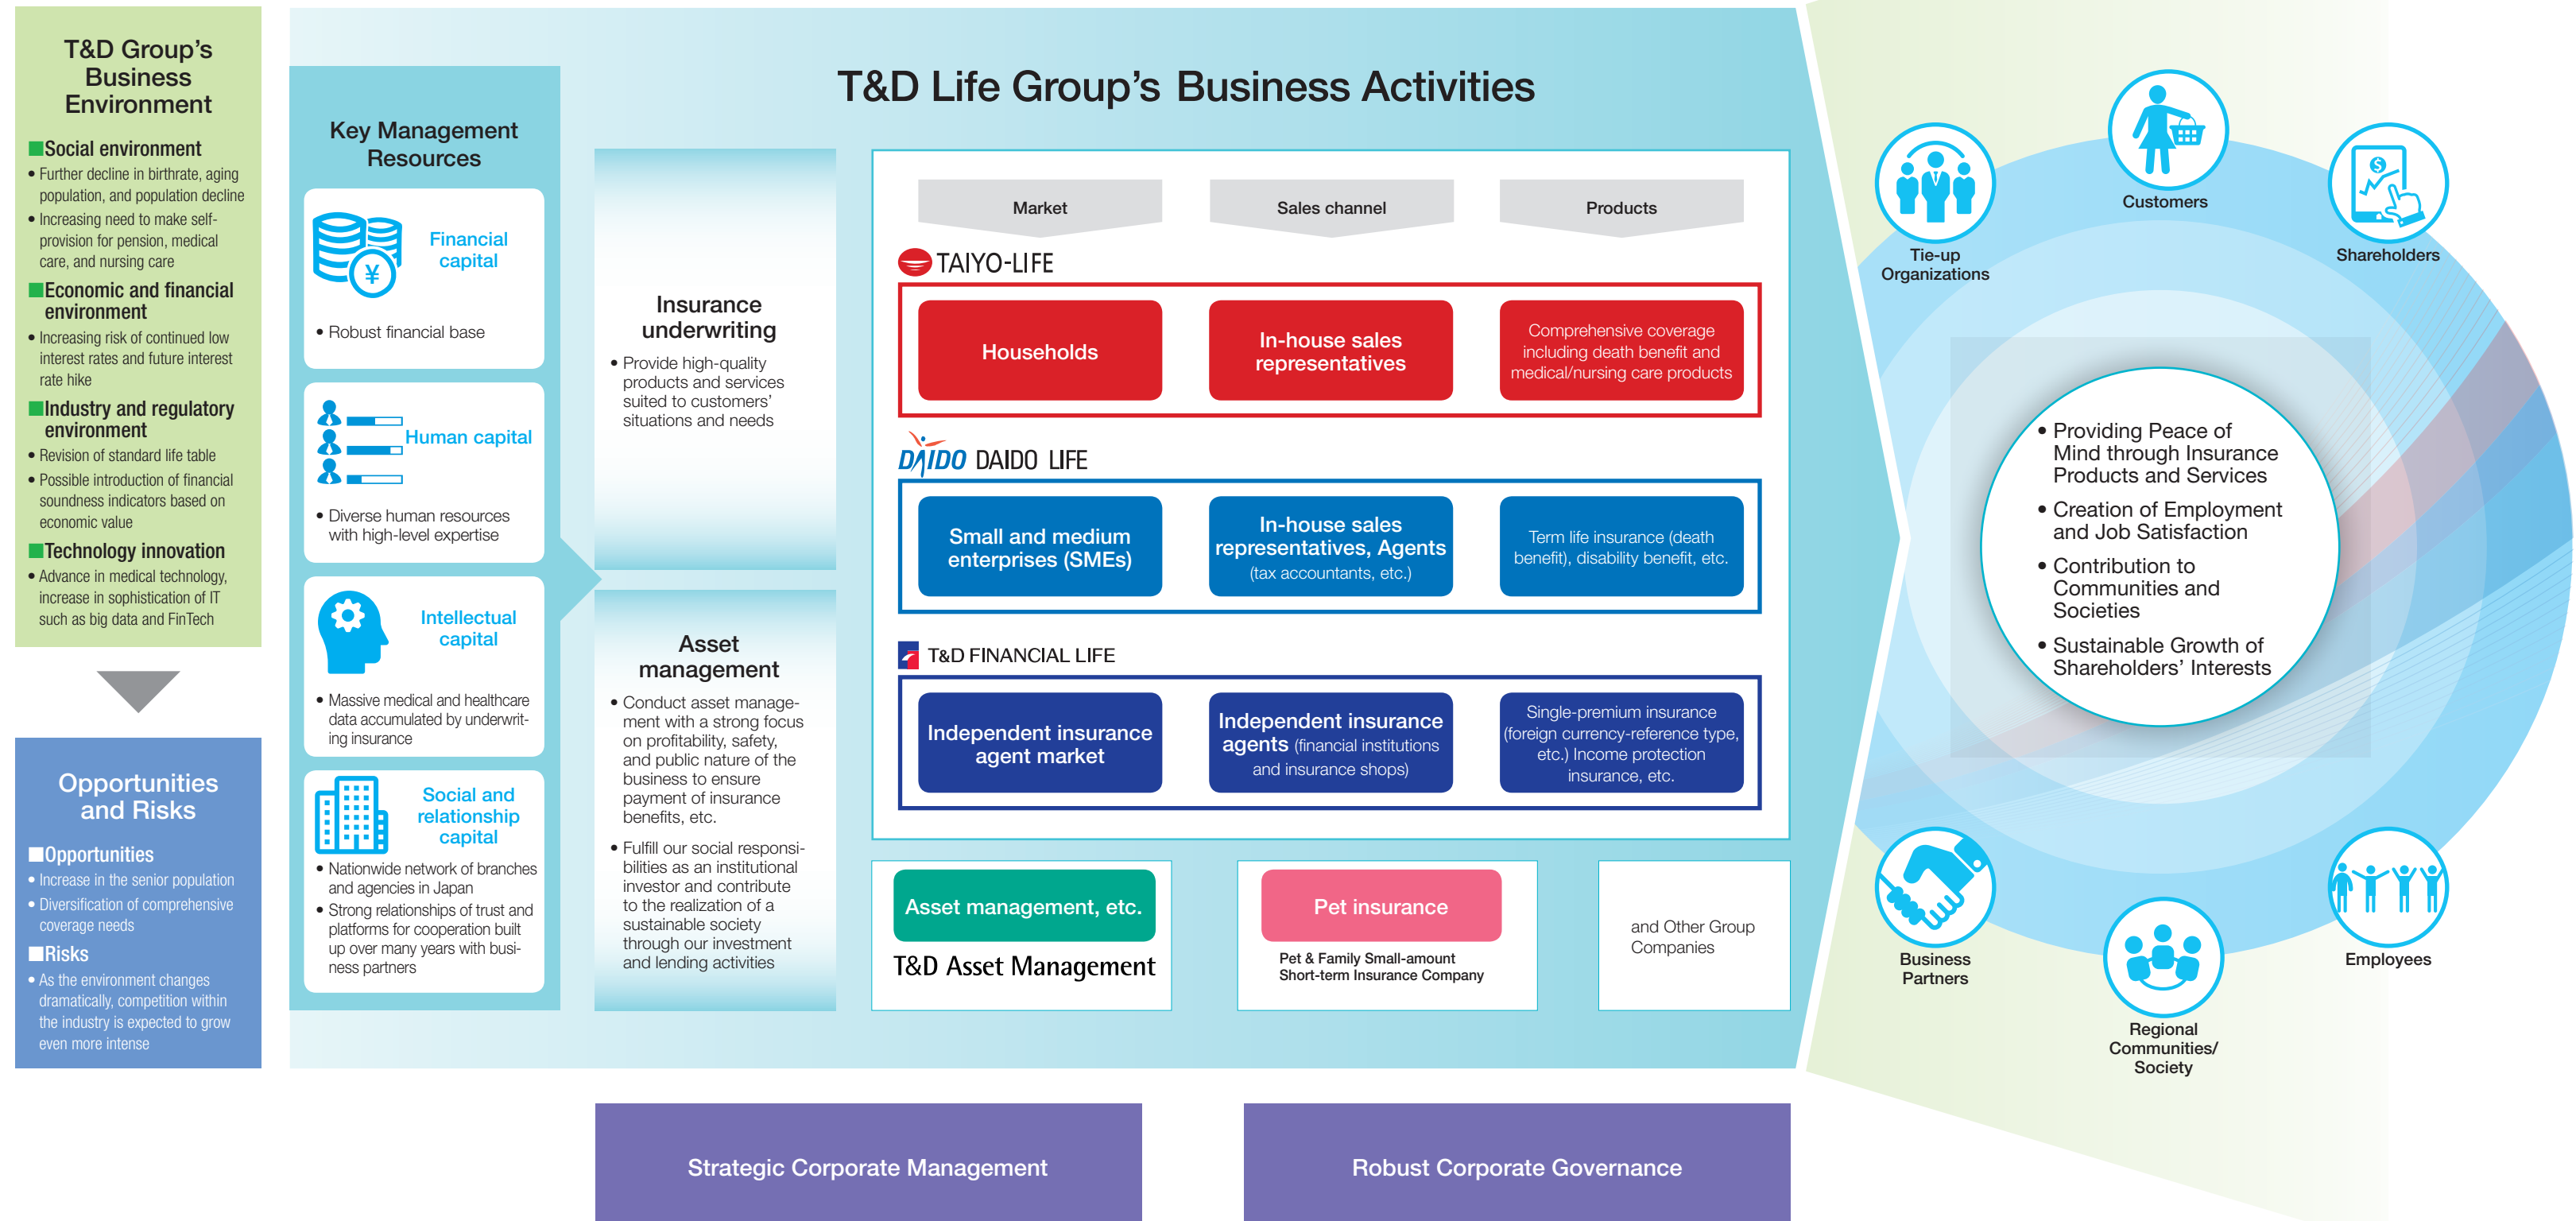 T&D Group's
Business
Environment
■Social environment
• Further decline in birthrate, aging
population, and population decline
• Increasing need to make self-
provision for pension, medical
care, and nursing care
■Economic and financial
environment
• Increasing risk of continued low
interest rates and future interest
rate hike
■Industry and regulatory
environment
• Revision of standard life table
• Possible introduction of financial
soundness indicators based on
economic value
■Technology innovation
• Advance in medical technology,
increase in sophistication of IT
such as big data and FinTech
Opportunities
and Risks
■Opportunities
• Increase in the senior population
• Diversification of comprehensive
coverage needs
■Risks
• As the environment changes
dramatically, competition within
the industry is expected to grow
even more intense
T&D Life Group's Business Activities
Key Management
Resources
Financial
capital
¥
• Robust financial base
Human capital
• Diverse human resources
with high-level expertise
Intellectual
capital
• Massive medical and healthcare
data accumulated by underwrit-
ing insurance
Social and
relationship
capital
• Nationwide network of branches
and agencies in Japan
• Strong relationships of trust and
platforms for cooperation built
up over many years with busi-
ness partners
Insurance
underwriting
• Provide high-quality
products and services
suited to customers'
situations and needs
Asset
management
• Conduct asset manage-
ment with a strong focus
on profitability, safety,
and public nature of the
business to ensure
payment of insurance
benefits, etc.
• Fulfill our social responsi-
bilities as an institutional
investor and contribute
to the realization of a
sustainable society
through our investment
and lending activities
Market
Sales channel
Products
TAIYO-LIFE
Households
In-house sales
representatives
Comprehensive coverage
including death benefit and
medical/nursing care products
DAIDO DAIDO LIFE
Small and medium
enterprises (SMEs)
In-house sales
representatives, Agents
(tax accountants, etc.)
Term life insurance (death
benefit), disability benefit, etc.
T&D FINANCIAL LIFE
Independent insurance
agent market
Independent insurance
agents (financial institutions
and insurance shops)
Single-premium insurance
(foreign currency-reference type,
etc.) Income protection
insurance, etc.
Asset management, etc.
T&D Asset Management
Pet insurance
Pet & Family Small-amount
Short-term Insurance Company
and Other Group
Companies
Strategic Corporate Management
Robust Corporate Governance
Tie-up
Organizations
Customers
$
Shareholders
• Providing Peace of
Mind through Insurance
Products and Services
• Creation of Employment
and Job Satisfaction
• Contribution to
Communities and
Societies
• Sustainable Growth of
Shareholders' Interests
Business
Partners
Regional
Communities/
Society
Employees